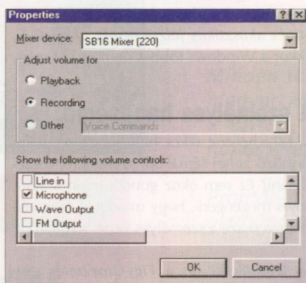 Properties
Mixer device: SB16 Mixer (220)
Adjust volume for
Playback
Recording
Other Voice Commands
Show the following volume controls:
Line in
Microphone
Wave Output
FM Output
OK Cancel